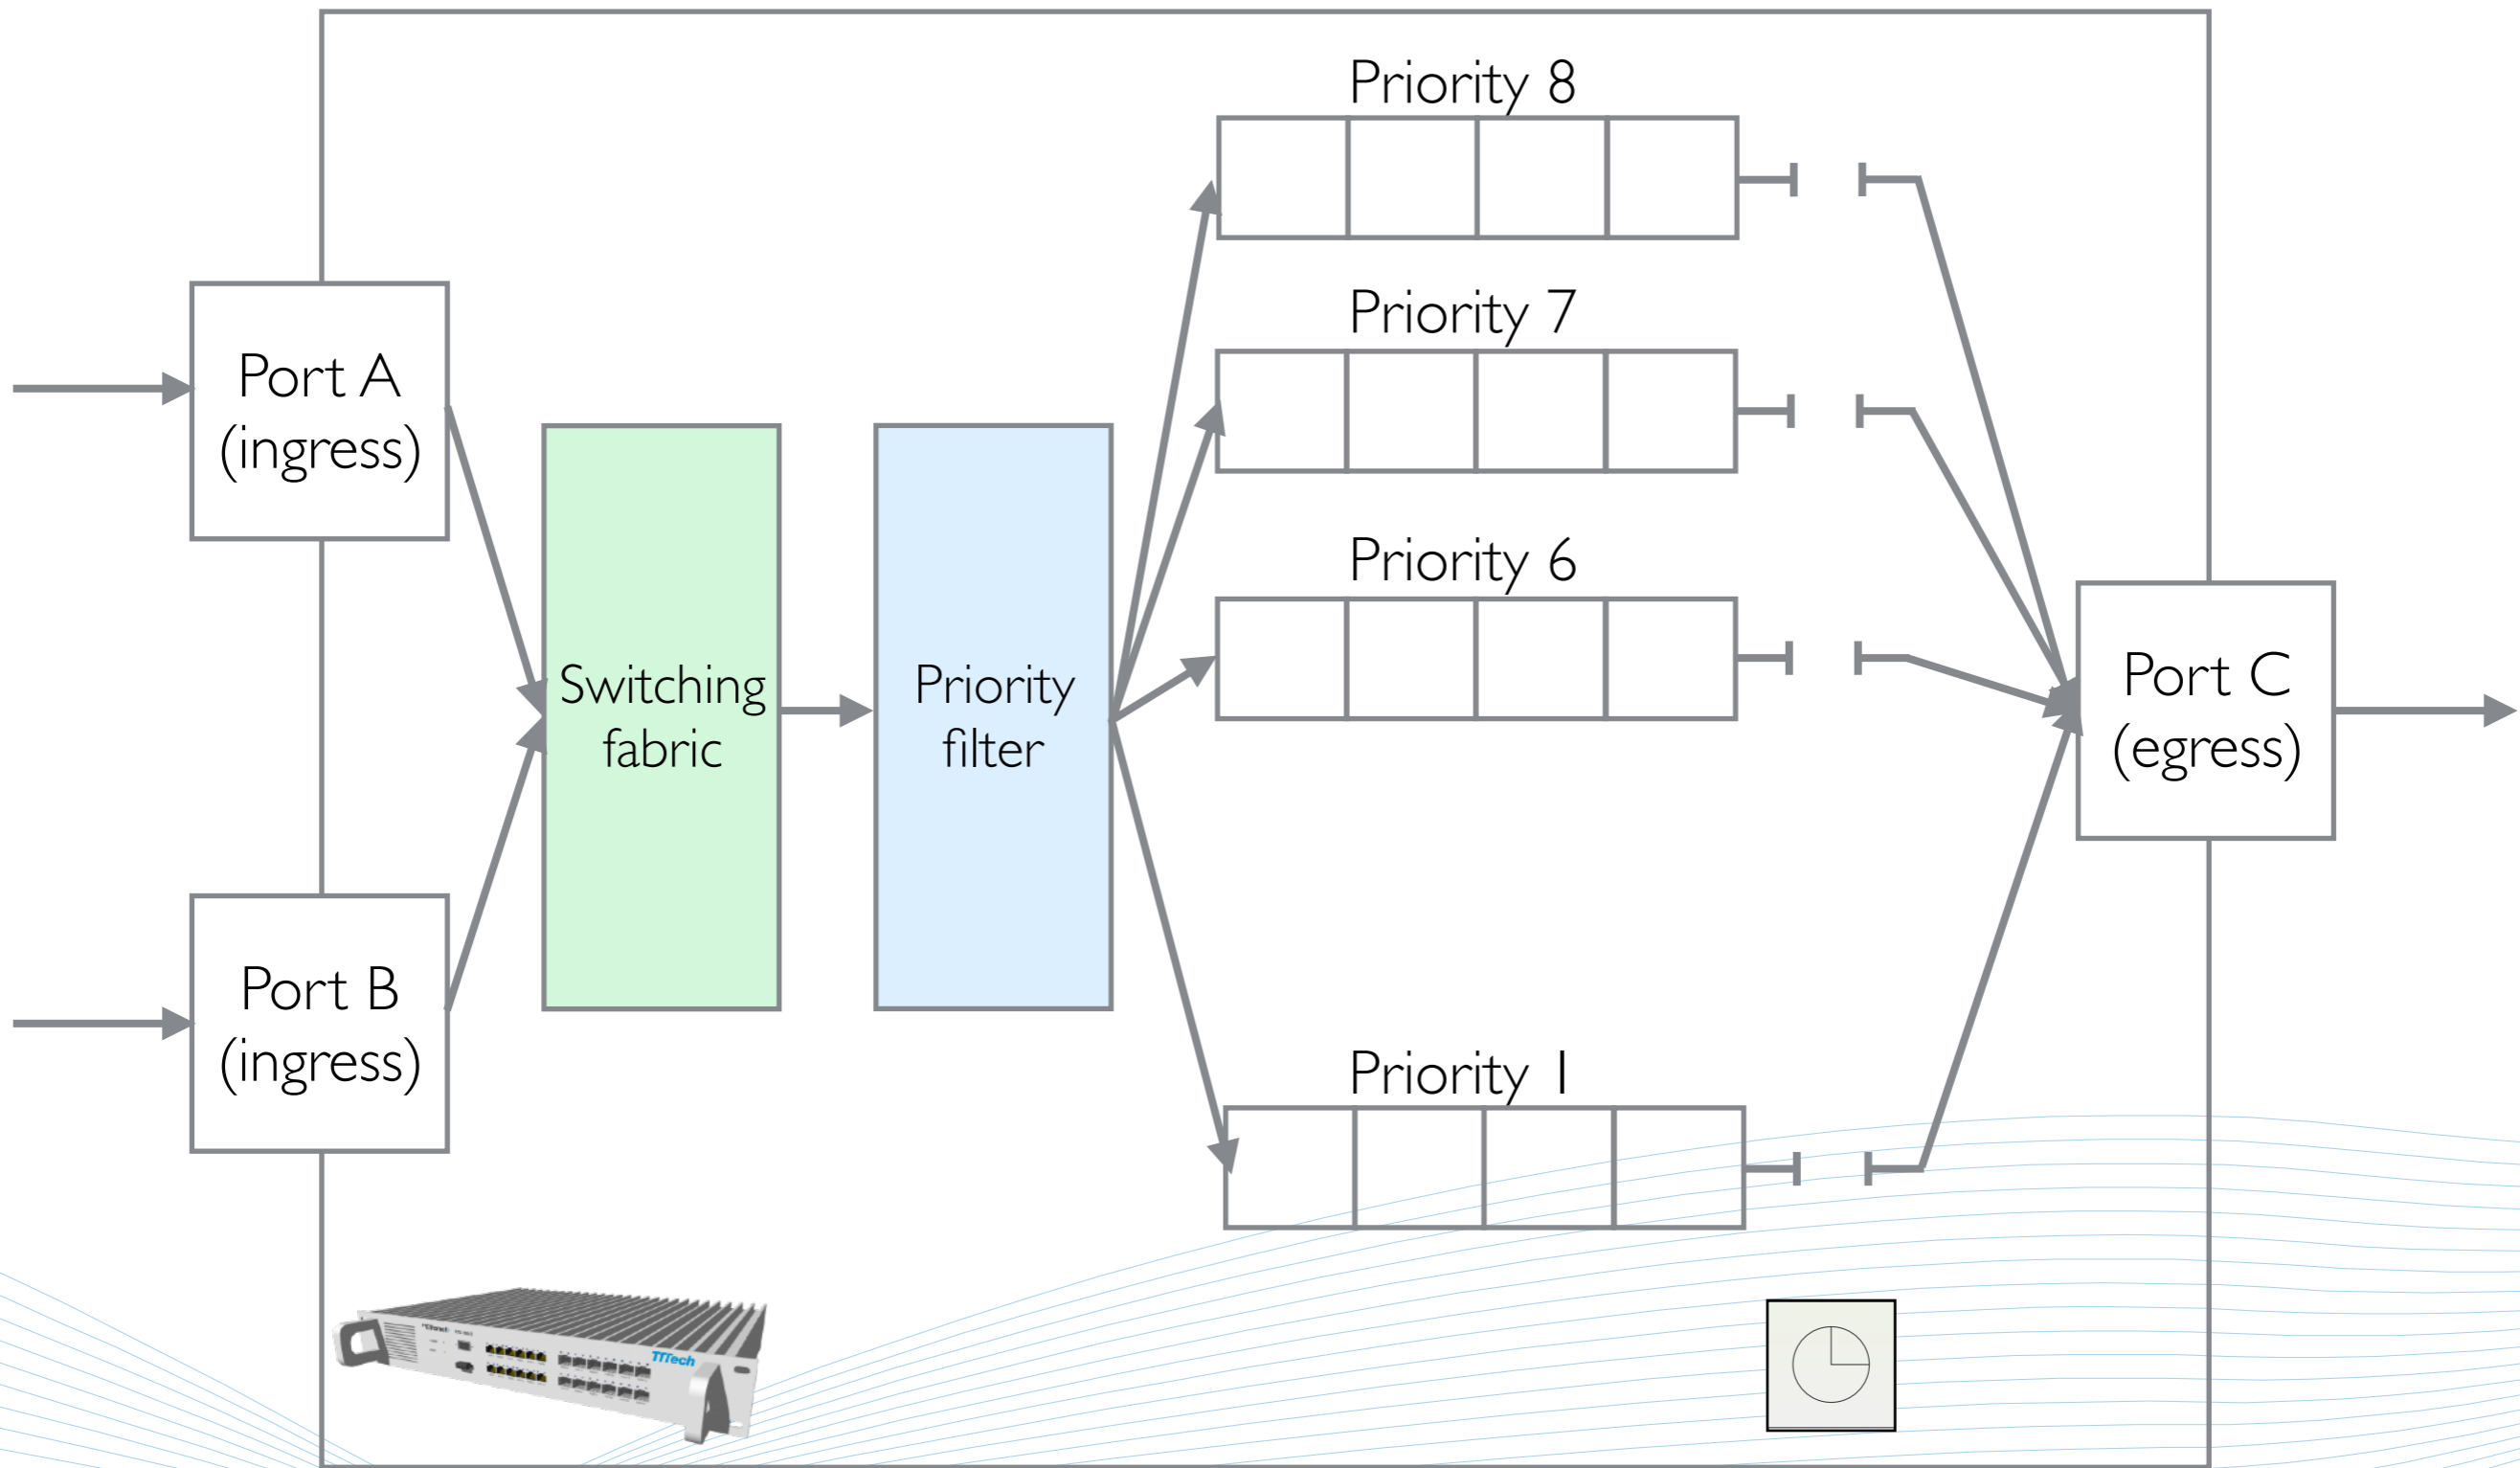 Priority 8
Priority 7
Port A
(ingress)
Priority 6
Switching
fabric
Priority
filter
Port C
(egress)
Port B
(ingress)
Priority 1
TTTech